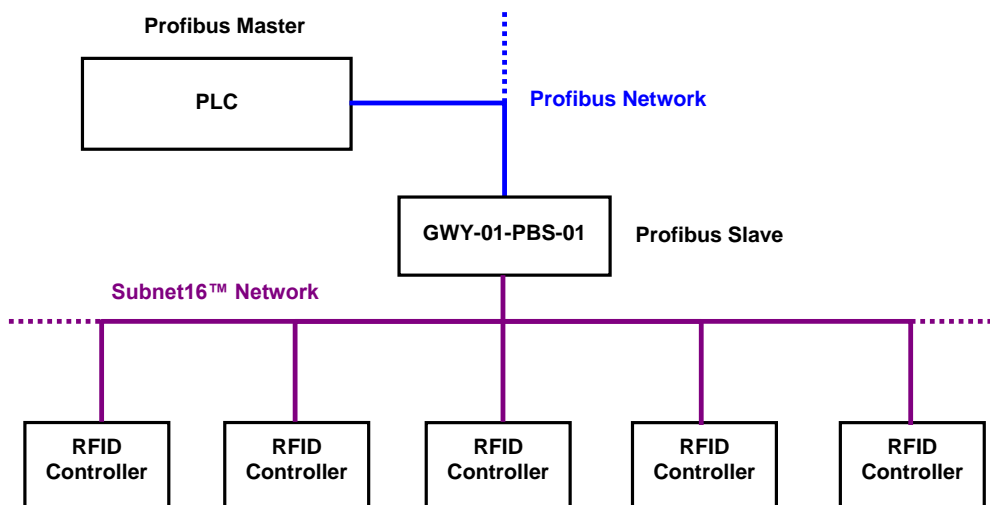 Profibus Master
PLC
Profibus Network
GWY-01-PBS-01
Profibus Slave
Subnet16™ Network
RFID
Controller
RFID
Controller
RFID
Controller
RFID
Controller
RFID
Controller